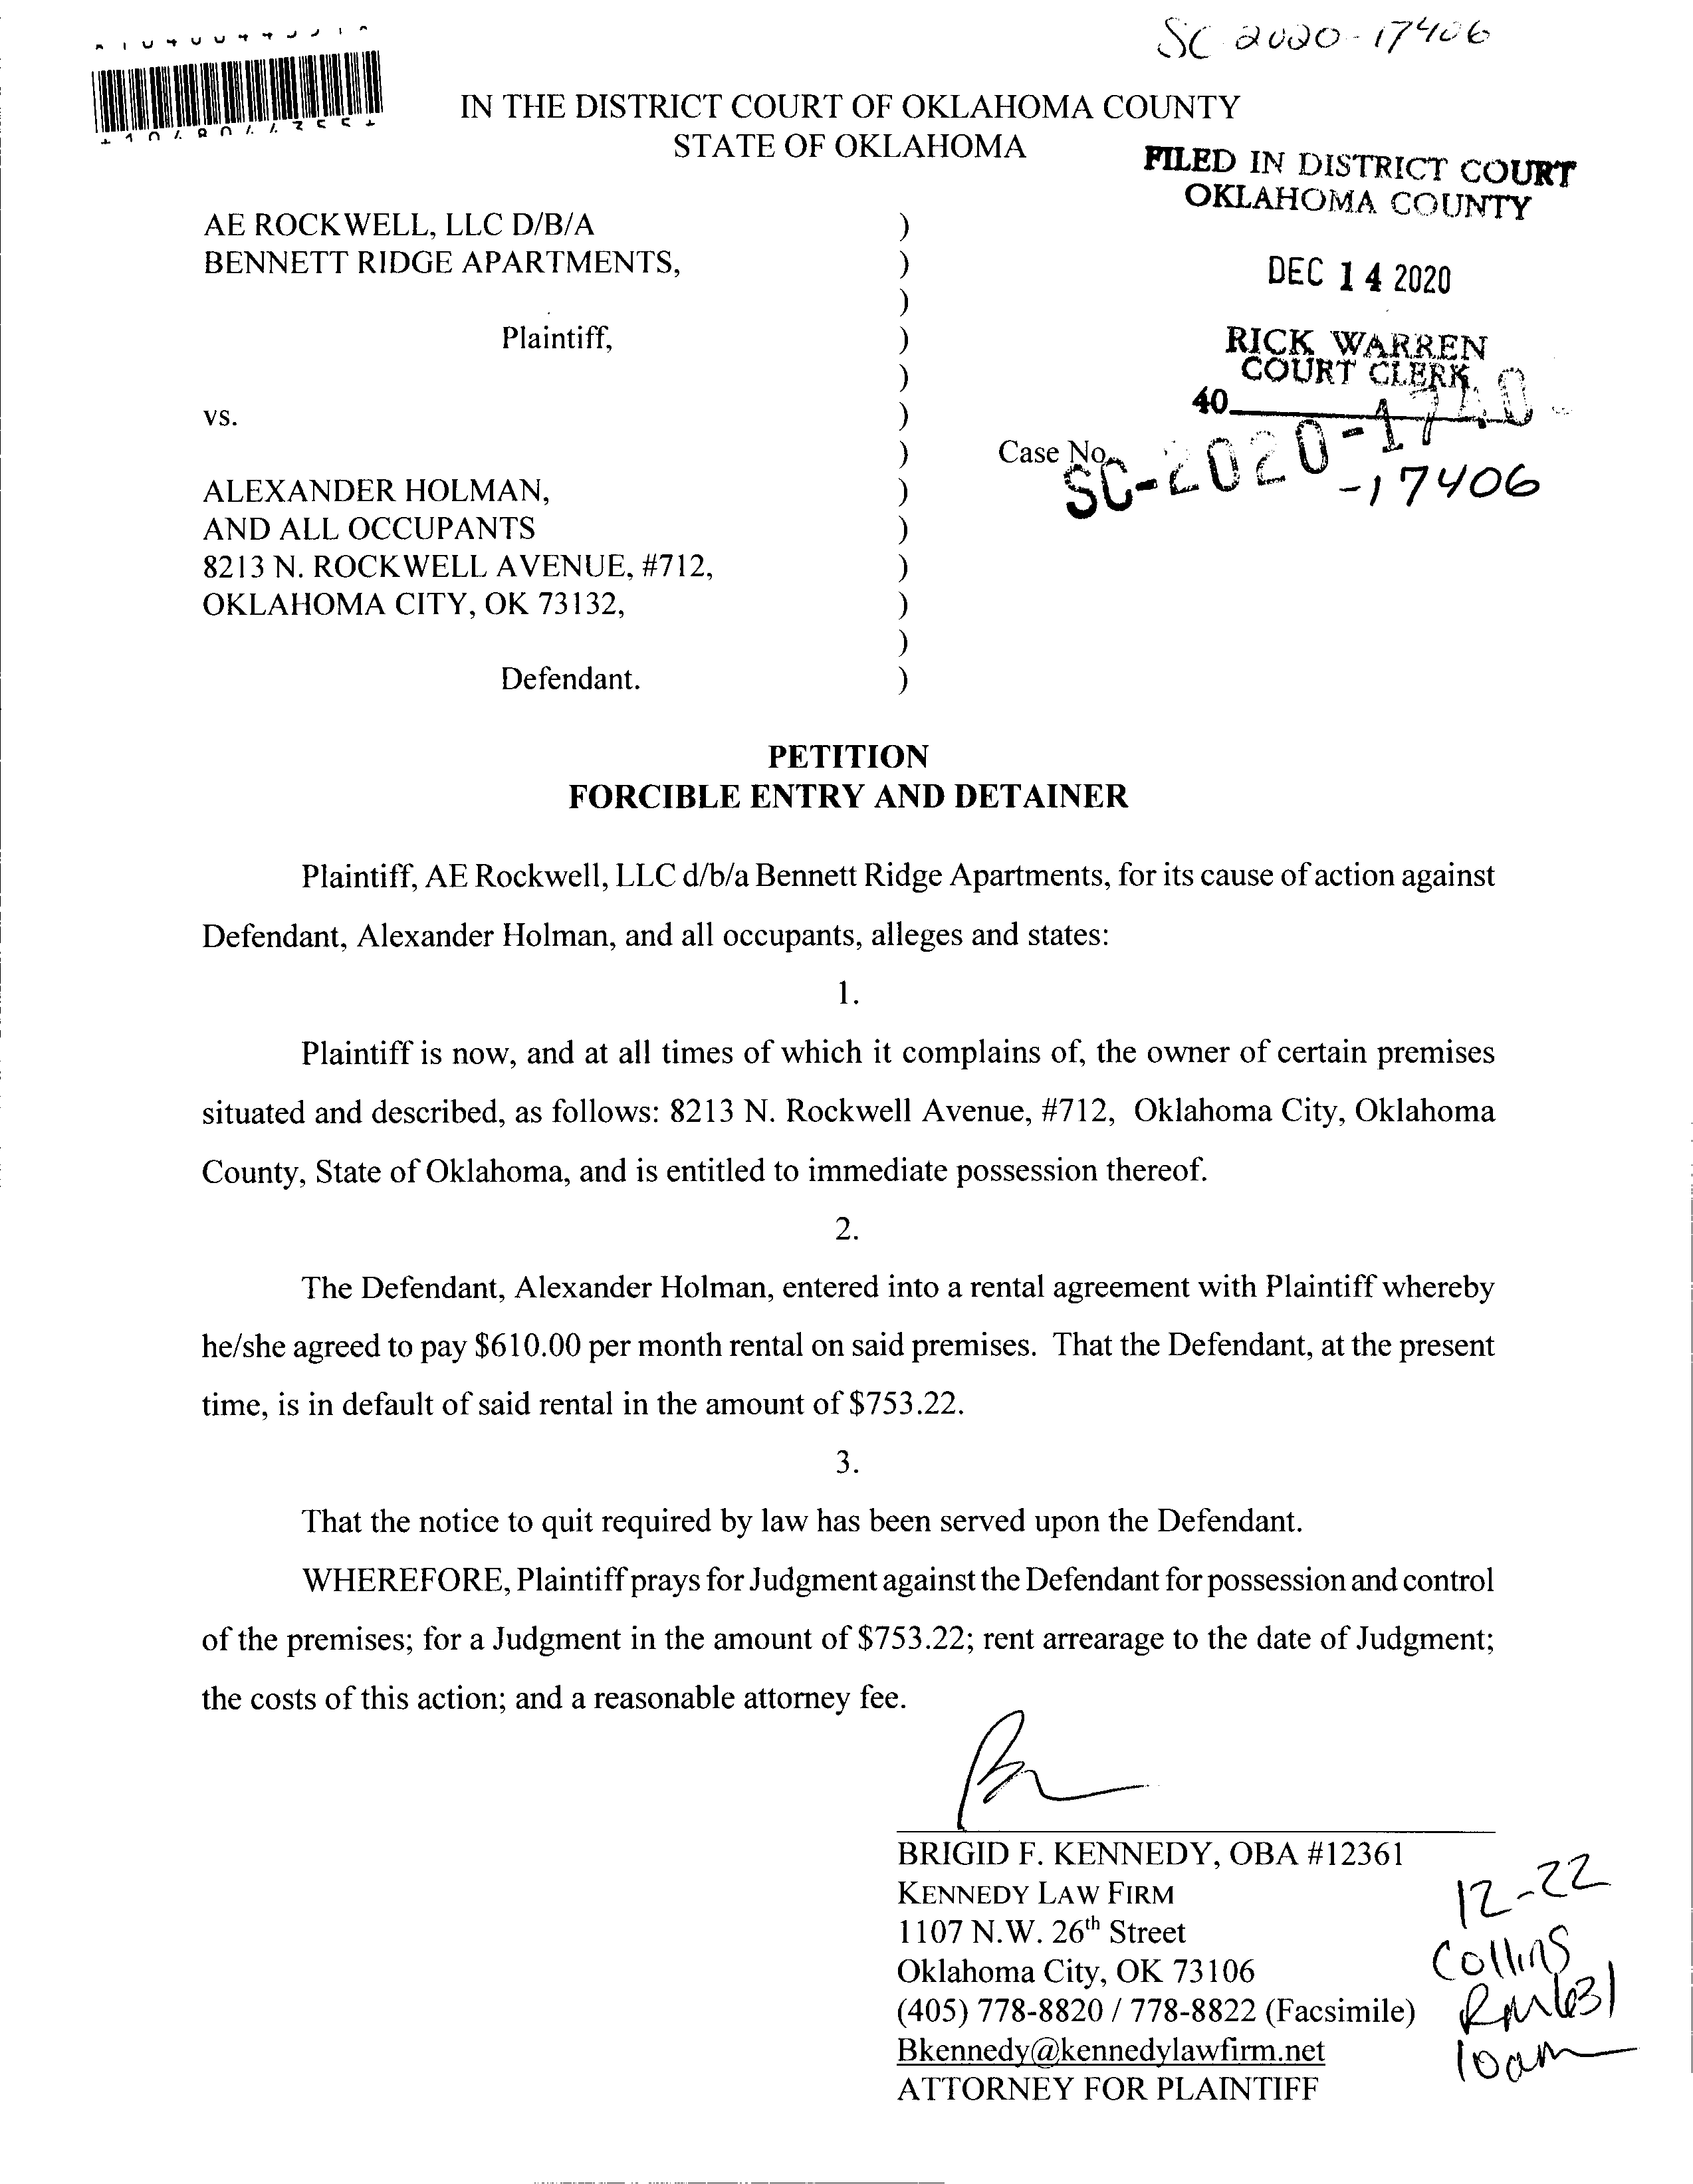 SC 2020-17406
IN THE DISTRICT COURT OF OKLAHOMA COUNTY
STATE OF OKLAHOMA
FILED IN DISTRICT COURT
OKLAHOMA COUNTY
DEC 14 2020
RICK WARREN
COURT CLERK
40
AE ROCKWELL, LLC D/B/A )
BENNETT RIDGE APARTMENTS, )
)
Plaintiff, )
)
vs. )
) Case No.
SC-2020-1740
-17406
ALEXANDER HOLMAN, )
AND ALL OCCUPANTS )
8213 N. ROCKWELL AVENUE, #712, )
OKLAHOMA CITY, OK 73132, )
)
Defendant. )
PETITION
FORCIBLE ENTRY AND DETAINER
Plaintiff, AE Rockwell, LLC d/b/a Bennett Ridge Apartments, for its cause of action against
Defendant, Alexander Holman, and all occupants, alleges and states:
1.
Plaintiff is now, and at all times of which it complains of, the owner of certain premises
situated and described, as follows: 8213 N. Rockwell Avenue, #712, Oklahoma City, Oklahoma
County, State of Oklahoma, and is entitled to immediate possession thereof.
2.
The Defendant, Alexander Holman, entered into a rental agreement with Plaintiff whereby
he/she agreed to pay $610.00 per month rental on said premises. That the Defendant, at the present
time, is in default of said rental in the amount of $753.22.
3.
That the notice to quit required by law has been served upon the Defendant.
WHEREFORE, Plaintiff prays for Judgment against the Defendant for possession and control
of the premises; for a Judgment in the amount of $753.22; rent arrearage to the date of Judgment;
the costs of this action; and a reasonable attorney fee.
BRIGID F. KENNEDY, OBA #12361
KENNEDY LAW FIRM
1107 N.W. 26th Street
Oklahoma City, OK 73106
(405) 778-8820 / 778-8822 (Facsimile)
Bkennedy@kennedylawfirm.net
ATTORNEY FOR PLAINTIFF
12-22
Collins
Rm 631
10am